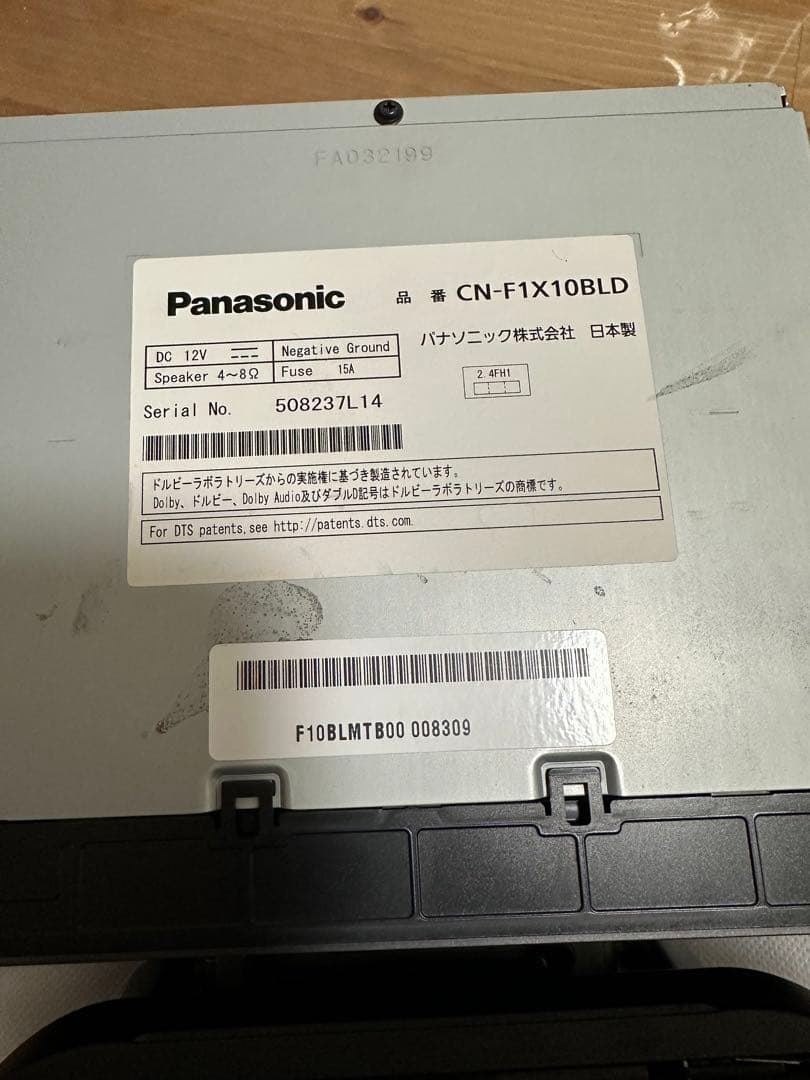 FA032199
Panasonic 品番 CN-F1X10BLD
パナソニック株式会社 日本製
DC 12V Negative Ground
Speaker 4~8Ω Fuse 15A
2.4FH1
Serial No. 508237L14
ドルビーラボラトリーズからの実施権に基づき製造されています。
Dolby、ドルビー、Dolby Audio及びダブルD記号はドルビーラボラトリーズの商標です。
For DTS patents, see http://patents.dts.com.
F10BLMTB00 008309